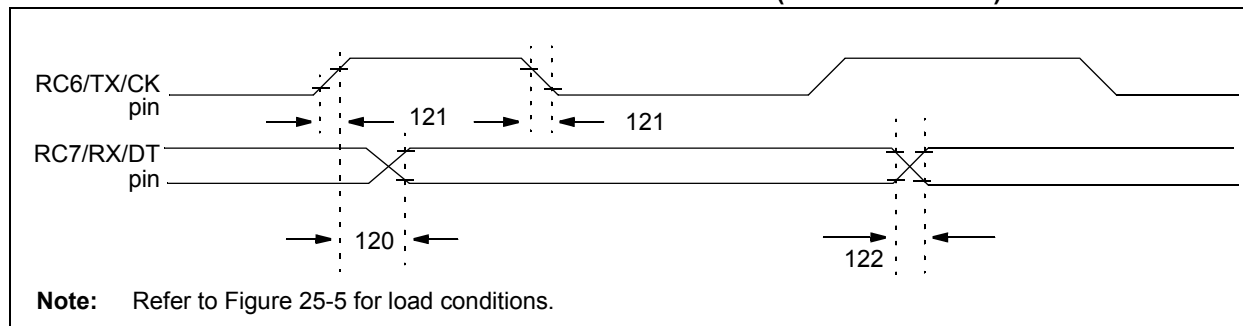 RC6/TX/CK
pin
121
121
RC7/RX/DT
pin
120
122
Note: Refer to Figure 25-5 for load conditions.